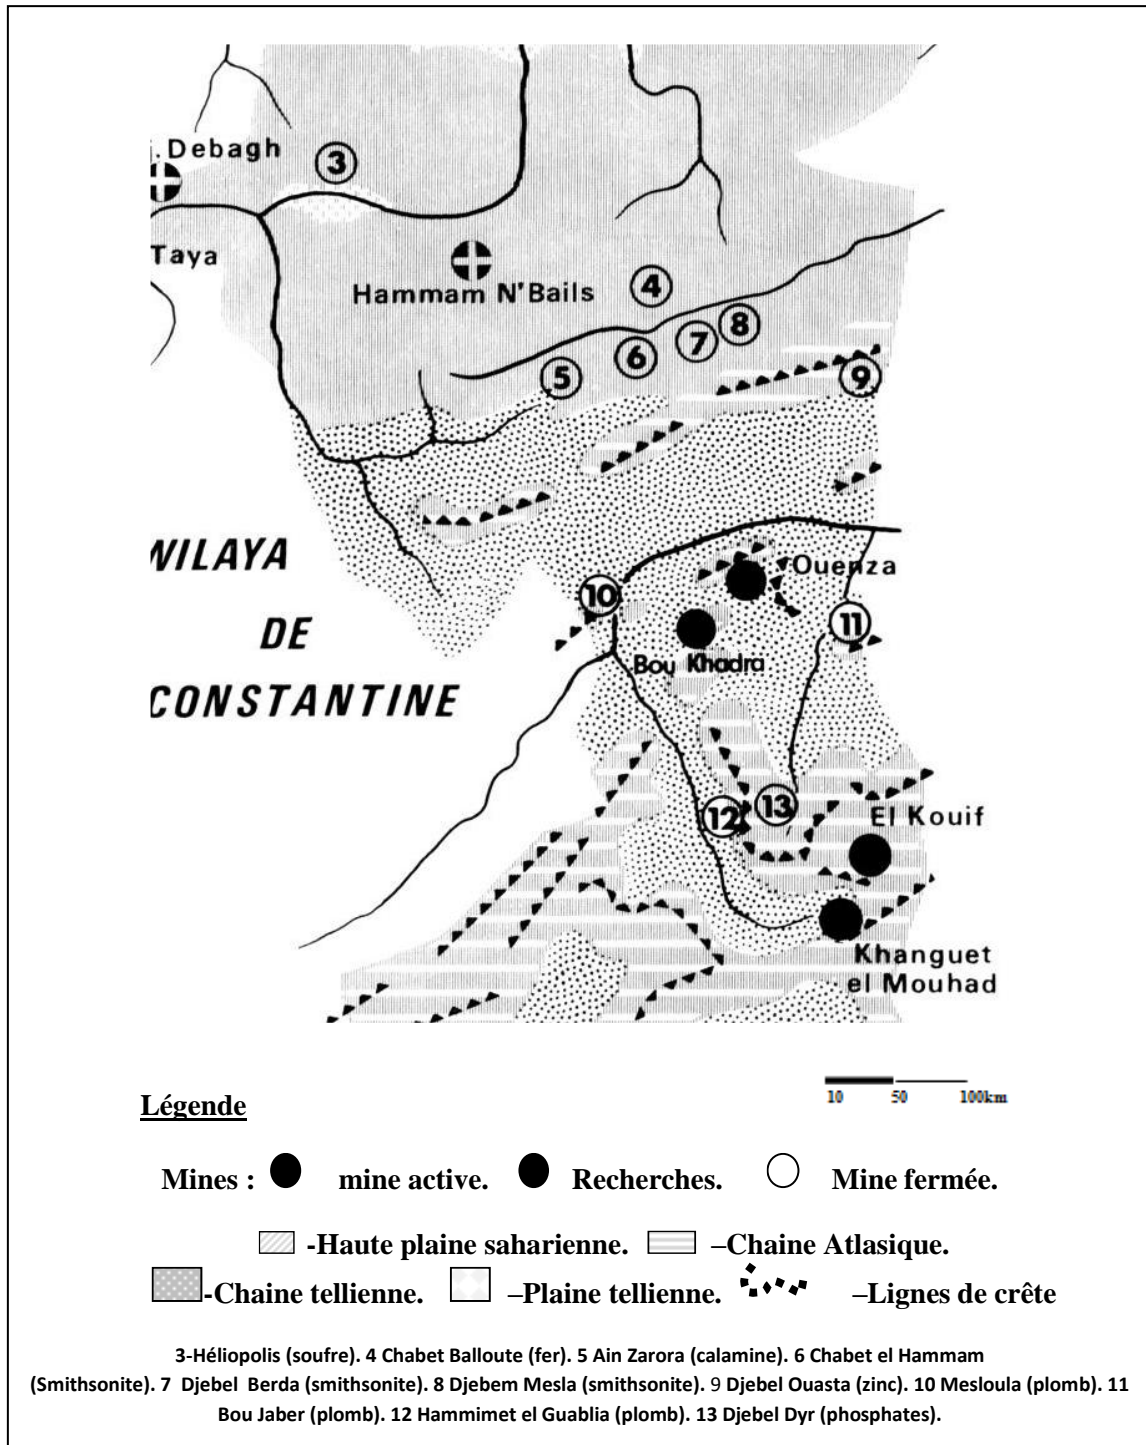 . Debagh
3
Taya
Hammam N'Bails
4
5
6
7
8
9
WILAYA
DE
CONSTANTINE
10
Ouenza
11
Bou Khadra
12
13
El Kouif
Khanguet
el Mouhad
10 50 100km
Légende
Mines : mine active. Recherches. Mine fermée.
-Haute plaine saharienne. –Chaine Atlasique.
-Chaine tellienne. –Plaine tellienne. –Lignes de crête
3-Héliopolis (soufre). 4 Chabet Balloute (fer). 5 Ain Zarora (calamine). 6 Chabet el Hammam
(Smithsonite). 7 Djebel Berda (smithsonite). 8 Djebem Mesla (smithsonite). 9 Djebel Ouasta (zinc). 10 Mesloula (plomb). 11
Bou Jaber (plomb). 12 Hammimet el Guablia (plomb). 13 Djebel Dyr (phosphates).